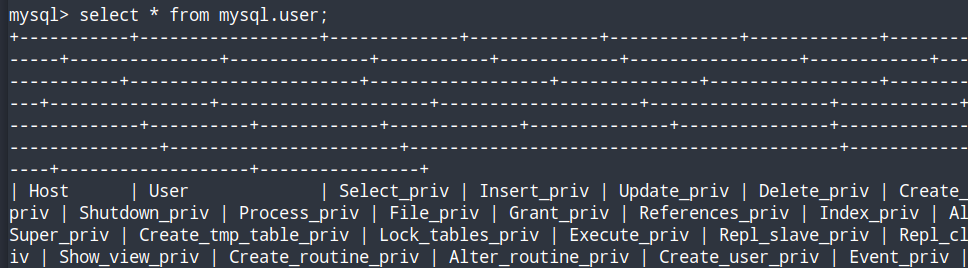 mysql> select * from mysql.user;
+-----------+------------------+-------------+-------------+-------------+-------------+--------
-----+---------------+--------------+-------------+-----------+-----------------+------------+---
-----------+-----------------------+------------------+--------------+-----------------+--------
---+----------------+---------------------+--------------------+------------------+------------+
-------------+----------+------------+-------------+---------------+---------------+-------------
---------------+-----------------------+-------------------------------------------+------------
----+-------------------+----------------+
| Host      | User             | Select_priv | Insert_priv | Update_priv | Delete_priv | Create_
priv | Shutdown_priv | Process_priv | File_priv | Grant_priv | References_priv | Index_priv | Al
Super_priv | Create_tmp_table_priv | Lock_tables_priv | Execute_priv | Repl_slave_priv | Repl_cl
iv | Show_view_priv | Create_routine_priv | Alter_routine_priv | Create_user_priv | Event_priv |